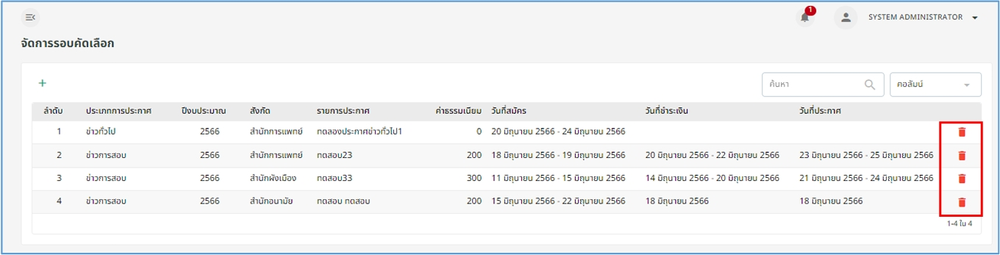 1
SYSTEM ADMINISTRATOR
จัดการรอบคัดเลือก
+
ค้นหา คอลัมน์
ลำดับ ประเภทการประกาศ ปีงบประมาณ สังกัด รายการประกาศ ค่าธรรมเนียม วันที่สมัคร วันที่ชำระเงิน วันที่ประกาศ
1 ข่าวทั่วไป 2566 สำนักการแพทย์ ทดสองประกาศข่าวทั่วไป1 0 20 มิถุนายน 2566 - 24 มิถุนายน 2566
2 ข่าวการสอบ 2566 สำนักการแพทย์ ทดสอบ23 200 18 มิถุนายน 2566 - 19 มิถุนายน 2566 20 มิถุนายน 2566 - 22 มิถุนายน 2566 23 มิถุนายน 2566 - 25 มิถุนายน 2566
3 ข่าวการสอบ 2566 สำนักผังเมือง ทดสอบ33 300 11 มิถุนายน 2566 - 15 มิถุนายน 2566 14 มิถุนายน 2566 - 20 มิถุนายน 2566 21 มิถุนายน 2566 - 24 มิถุนายน 2566
4 ข่าวการสอบ 2566 สำนักอนามัย ทดสอบ ทดสอบ 200 15 มิถุนายน 2566 - 22 มิถุนายน 2566 18 มิถุนายน 2566 18 มิถุนายน 2566
1-4 ใน 4